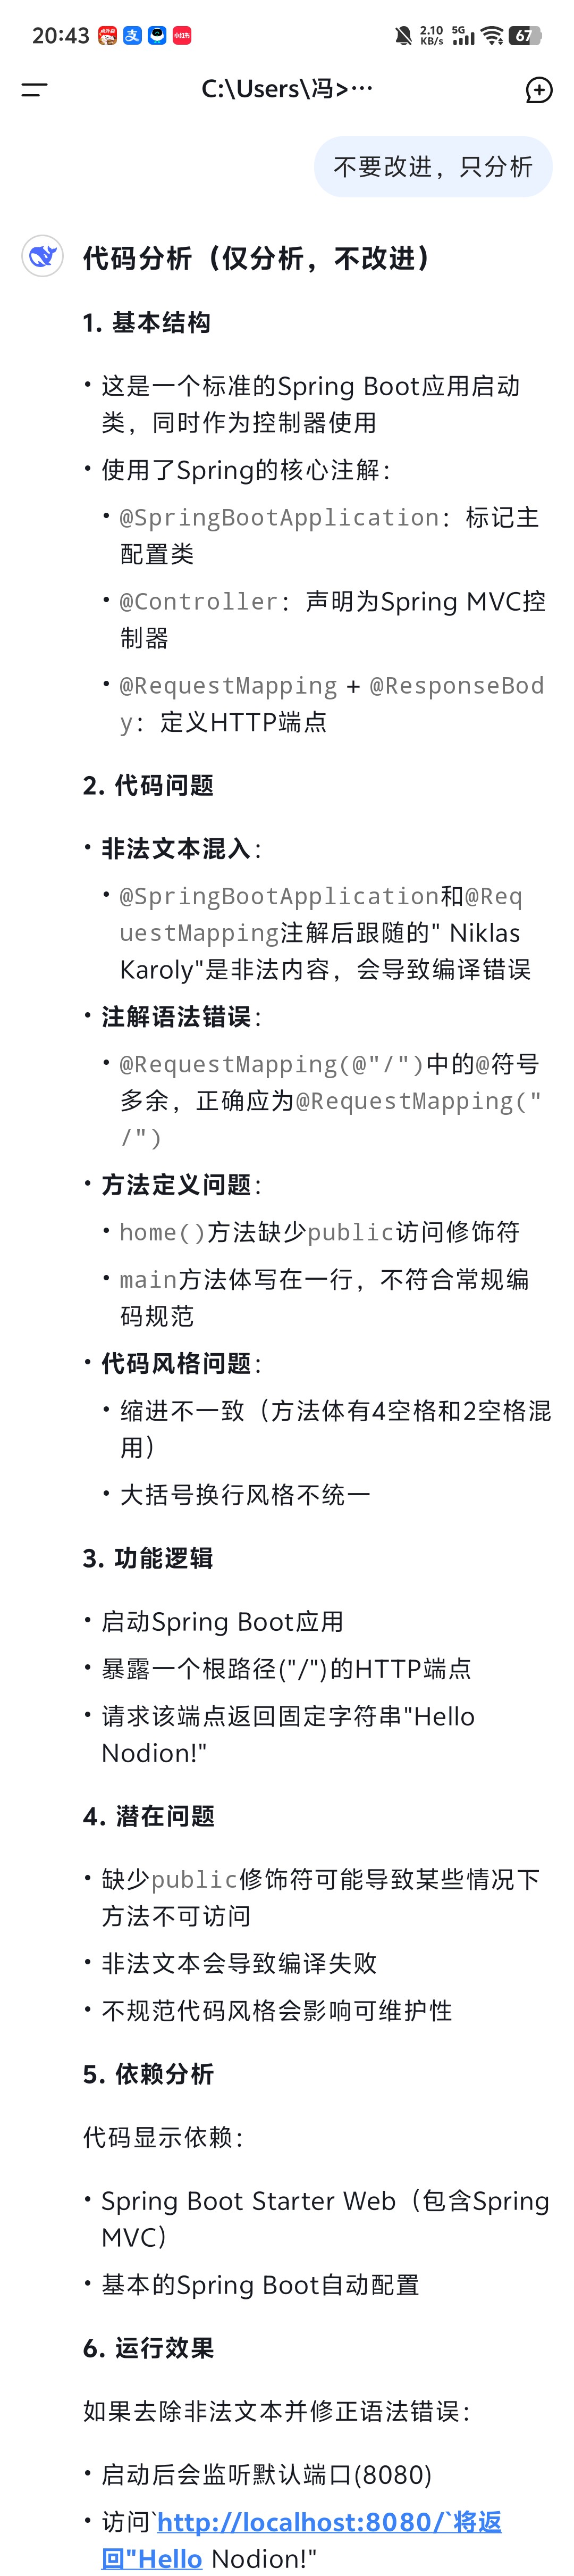 20:43
2.10
KB/s
5G
67
C:\Users\冯>···
不要改进，只分析
代码分析（仅分析，不改进）
1. 基本结构
• 这是一个标准的Spring Boot应用启动
类，同时作为控制器使用
• 使用了Spring的核心注解：
• @SpringBootApplication：标记主
配置类
• @Controller：声明为Spring MVC控
制器
• @RequestMapping + @ResponseBod
y：定义HTTP端点
2. 代码问题
• 非法文本混入：
• @SpringBootApplication和@Req
uestMapping注解后跟随的" Niklas
Karoly"是非法内容，会导致编译错误
• 注解语法错误：
• @RequestMapping(@"/")中的@符号
多余，正确应为@RequestMapping("
/")
• 方法定义问题：
• home()方法缺少public访问修饰符
• main方法体写在一行，不符合常规编
码规范
• 代码风格问题：
• 缩进不一致（方法体有4空格和2空格混
用）
• 大括号换行风格不统一
3. 功能逻辑
• 启动Spring Boot应用
• 暴露一个根路径("/")的HTTP端点
• 请求该端点返回固定字符串"Hello
Nodion!"
4. 潜在问题
• 缺少public修饰符可能导致某些情况下
方法不可访问
• 非法文本会导致编译失败
• 不规范代码风格会影响可维护性
5. 依赖分析
代码显示依赖：
• Spring Boot Starter Web（包含Spring
MVC）
• 基本的Spring Boot自动配置
6. 运行效果
如果去除非法文本并修正语法错误：
• 启动后会监听默认端口(8080)
• 访问`http://localhost:8080/`将返
回"Hello Nodion!"